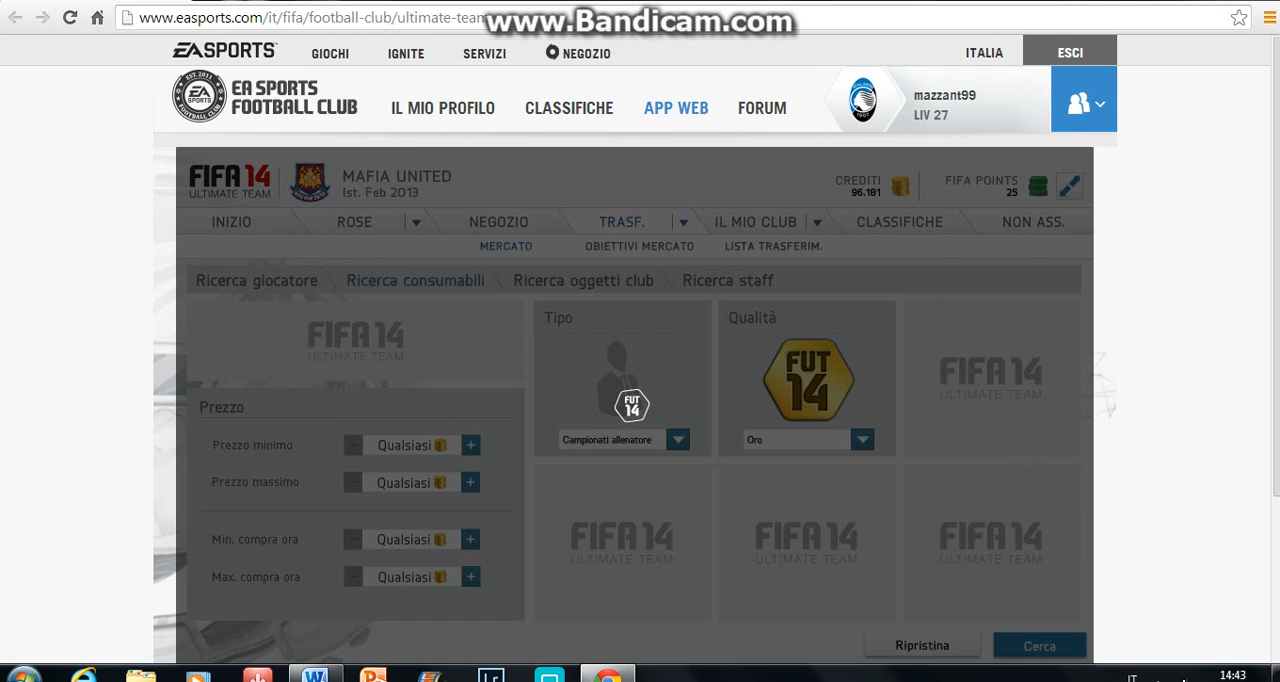 www.easports.com/it/fifa/football-club/ultimate-team
www.Bandicam.com
EA SPORTS GIOCHI IGNITE SERVIZI NEGOZIO ITALIA ESCI
EST. 2011
EA SPORTS
FOOTBALL CLUB
IL MIO PROFILO CLASSIFICHE APP WEB FORUM
mazzant99
LIV 27
FIFA 14
ULTIMATE TEAM
MAFIA UNITED
Ist. Feb 2013
CREDITI
96.181
FIFA POINTS
25
INIZIO ROSE NEGOZIO TRASF. IL MIO CLUB CLASSIFICHE NON ASS.
MERCATO OBIETTIVI MERCATO LISTA TRASFERIM.
Ricerca giocatore Ricerca consumabili Ricerca oggetti club Ricerca staff
FIFA 14
ULTIMATE TEAM
Tipo
FUT
14
Campionati allenatore
Qualità
FUT
14
Oro
FIFA 14
ULTIMATE TEAM
Prezzo
Prezzo minimo Qualsiasi
Prezzo massimo Qualsiasi
Min. compra ora Qualsiasi
Max. compra ora Qualsiasi
FIFA 14
ULTIMATE TEAM
FIFA 14
ULTIMATE TEAM
FIFA 14
ULTIMATE TEAM
Ripristina Cerca
IT
14:43